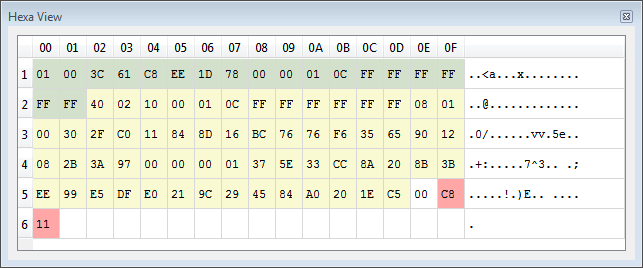 Hexa View
00 01 02 03 04 05 06 07 08 09 0A 0B 0C 0D 0E 0F
1 01 00 3C 61 C8 EE 1D 78 00 00 01 0C FF FF FF FF ..<a...x........
2 FF FF 40 02 10 00 01 0C FF FF FF FF FF FF 08 01 ..@.............
3 00 30 2F C0 11 84 8D 16 BC 76 76 F6 35 65 90 12 .0/......vv.5e..
4 08 2B 3A 97 00 00 00 01 37 5E 33 CC 8A 20 8B 3B .+:.....7^3.. .;
5 EE 99 E5 DF E0 21 9C 29 45 84 A0 20 1E C5 00 C8 .....!.)E.. ....
6 11 .